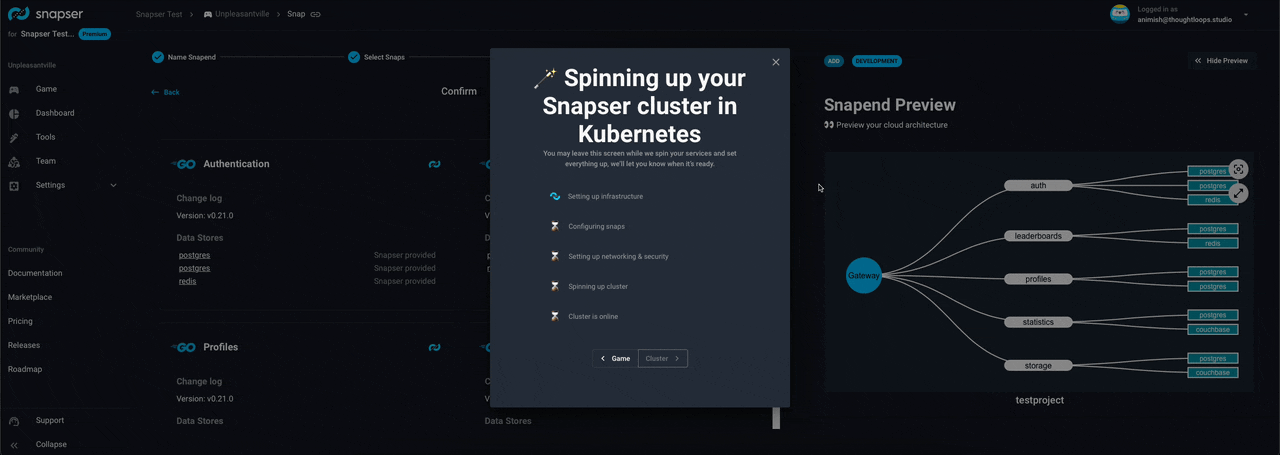 snapser
for Snapser Test... Premium
Unpleasantville
Game
Dashboard
Tools
Team
Settings
Community
Documentation
Marketplace
Pricing
Releases
Roadmap
Support
Collapse
Snapser Test > Unpleasantville > Snap
Logged in as
animish@thoughtloops.studio
Name Snapend
Select Snaps
Back
Confirm
GO Authentication
Change log
Version: v0.21.0
Data Stores
postgres Snapser provided
postgres Snapser provided
redis Snapser provided
GO Profiles
Change log
Version: v0.21.0
Data Stores
Data Stores
Spinning up your
Snapser cluster in
Kubernetes
You may leave this screen while we spin your services and set
everything up, we'll let you know when it's ready.
Setting up infrastructure
Configuring snaps
Setting up networking & security
Spinning up cluster
Cluster is online
Game
Cluster
ADD
DEVELOPMENT
Hide Preview
Snapend Preview
Preview your cloud architecture
Gateway
auth
postgres
postgres
redis
leaderboards
postgres
redis
profiles
postgres
postgres
statistics
postgres
couchbase
storage
postgres
couchbase
testproject